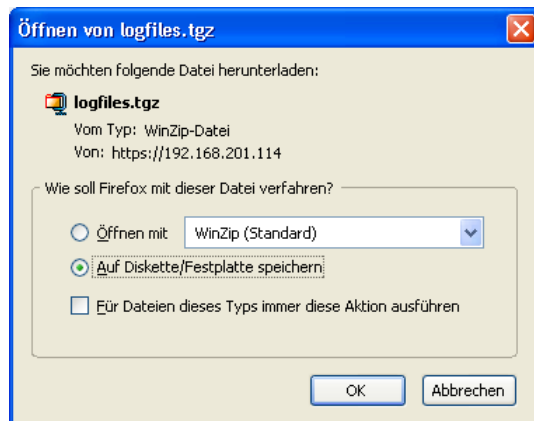 Öffnen von logfiles.tgz
Sie möchten folgende Datei herunterladen:
logfiles.tgz
Vom Typ: WinZip-Datei
Von: https://192.168.201.114
Wie soll Firefox mit dieser Datei verfahren?
Öffnen mit WinZip (Standard)
Auf Diskette/Festplatte speichern
Für Dateien dieses Typs immer diese Aktion ausführen
OK Abbrechen